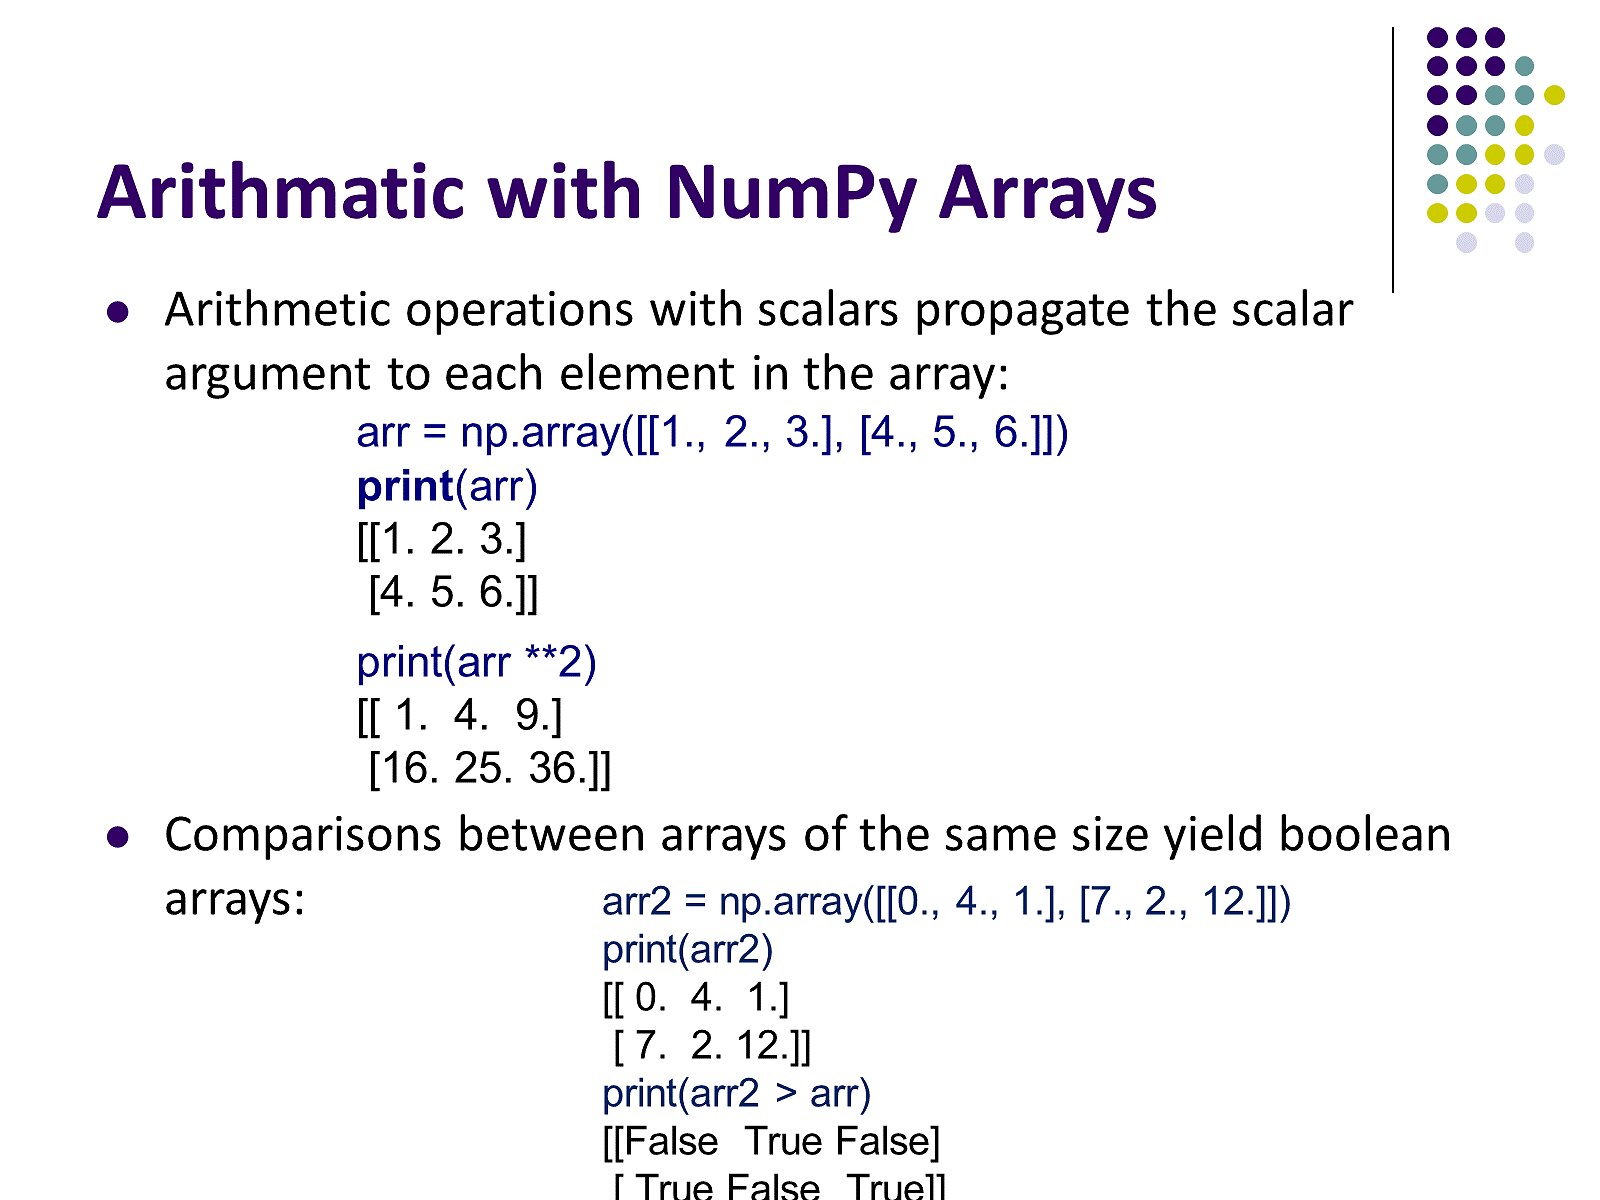 Arithmatic with NumPy Arrays
Arithmetic operations with scalars propagate the scalar
argument to each element in the array:
arr = np.array([[1., 2., 3.], [4., 5., 6.]])
print(arr)
[[1. 2. 3.]
[4. 5. 6.]]
print(arr **2)
[[ 1. 4. 9.]
[16. 25. 36.]]
Comparisons between arrays of the same size yield boolean
arrays:
arr2 = np.array([[0., 4., 1.], [7., 2., 12.]])
print(arr2)
[[ 0. 4. 1.]
[ 7. 2. 12.]]
print(arr2 > arr)
[[False True False]
[ True False True]]